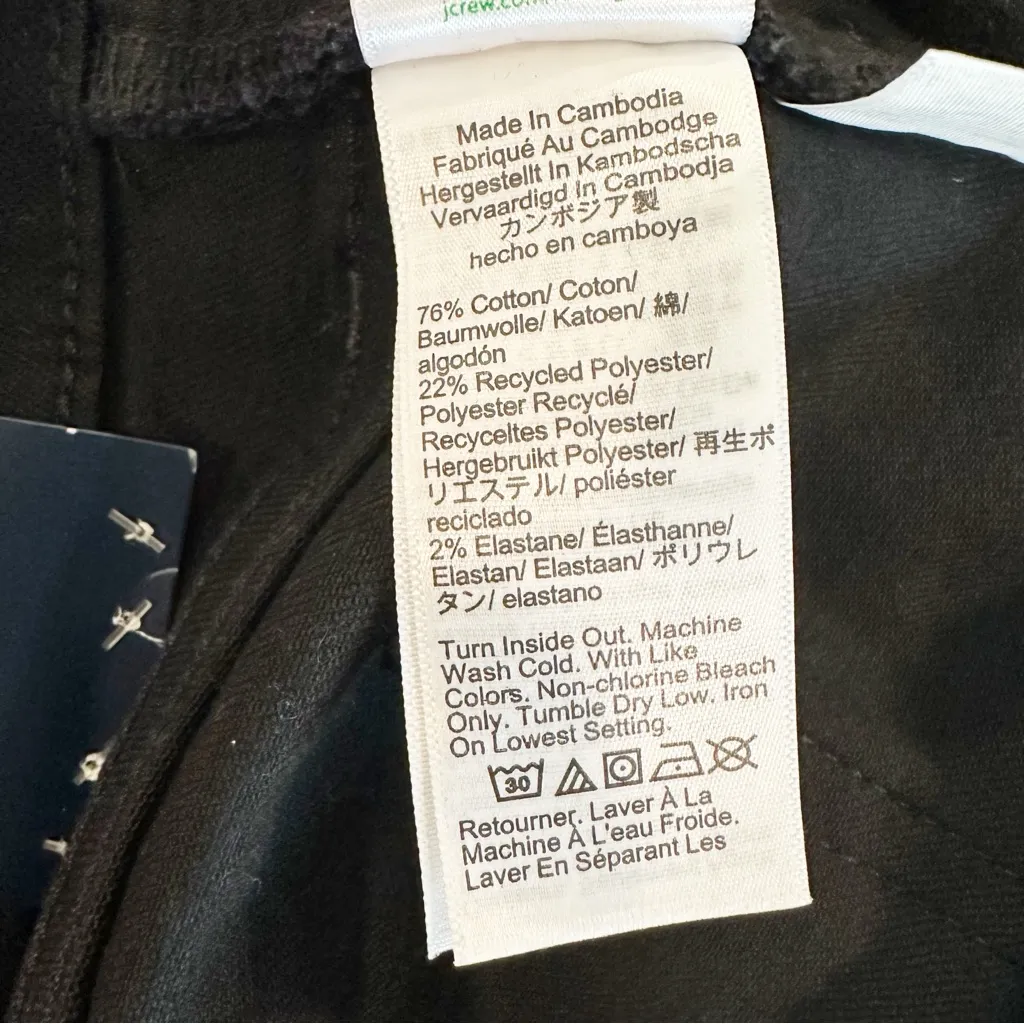 jcrew.com
Made In Cambodia
Fabriqué Au Cambodge
Hergestellt In Kambodscha
Vervaardigd In Cambodja
カンボジア製
hecho en camboya
76% Cotton/ Coton/
Baumwolle/ Katoen/ 綿/
algodón
22% Recycled Polyester/
Polyester Recyclé/
Recyceltes Polyester/
Hergebruikt Polyester/ 再生ポ
リエステル/ poliéster
reciclado
2% Elastane/ Élasthanne/
Elastan/ Elastaan/ ポリウレ
タン/ elastano
Turn Inside Out. Machine
Wash Cold. With Like
Colors. Non-chlorine Bleach
Only. Tumble Dry Low. Iron
On Lowest Setting.
30
Retourner. Laver À La
Machine À L'eau Froide.
Laver En Séparant Les